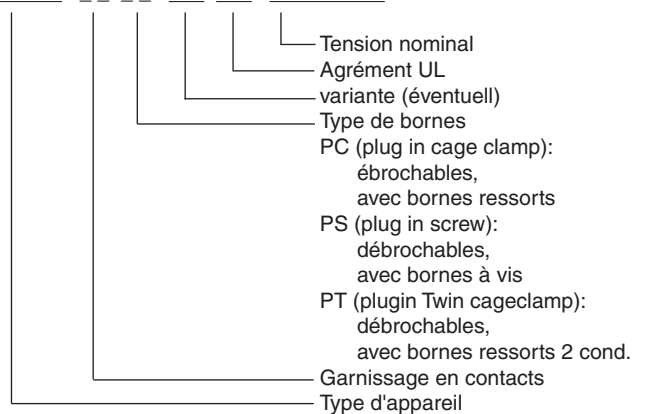 Tension nominal
Agrément UL
variante (éventuell)
Type de bornes
PC (plug in cage clamp):
ébrochables,
avec bornes ressorts
PS (plug in screw):
débrochables,
avec bornes à vis
PT (plugin Twin cageclamp):
débrochables,
avec bornes ressorts 2 cond.
Garnissage en contacts
Type d'appareil